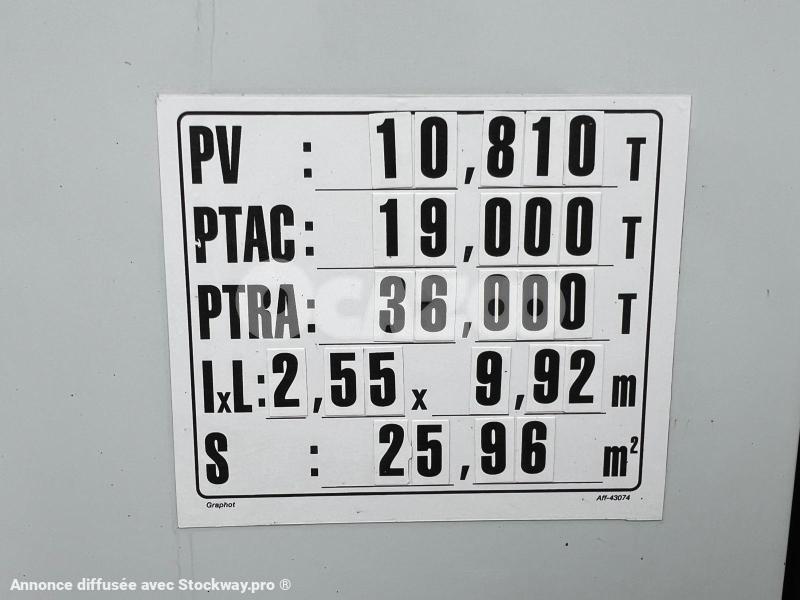 PV : 10,810 T
PTAC : 19,000 T
PTRA : 36,000 T
lxL : 2,55 x 9,92 m
S : 25,96 m²
Graphot Aff-43074
Annonce diffusée avec Stockway.pro ®